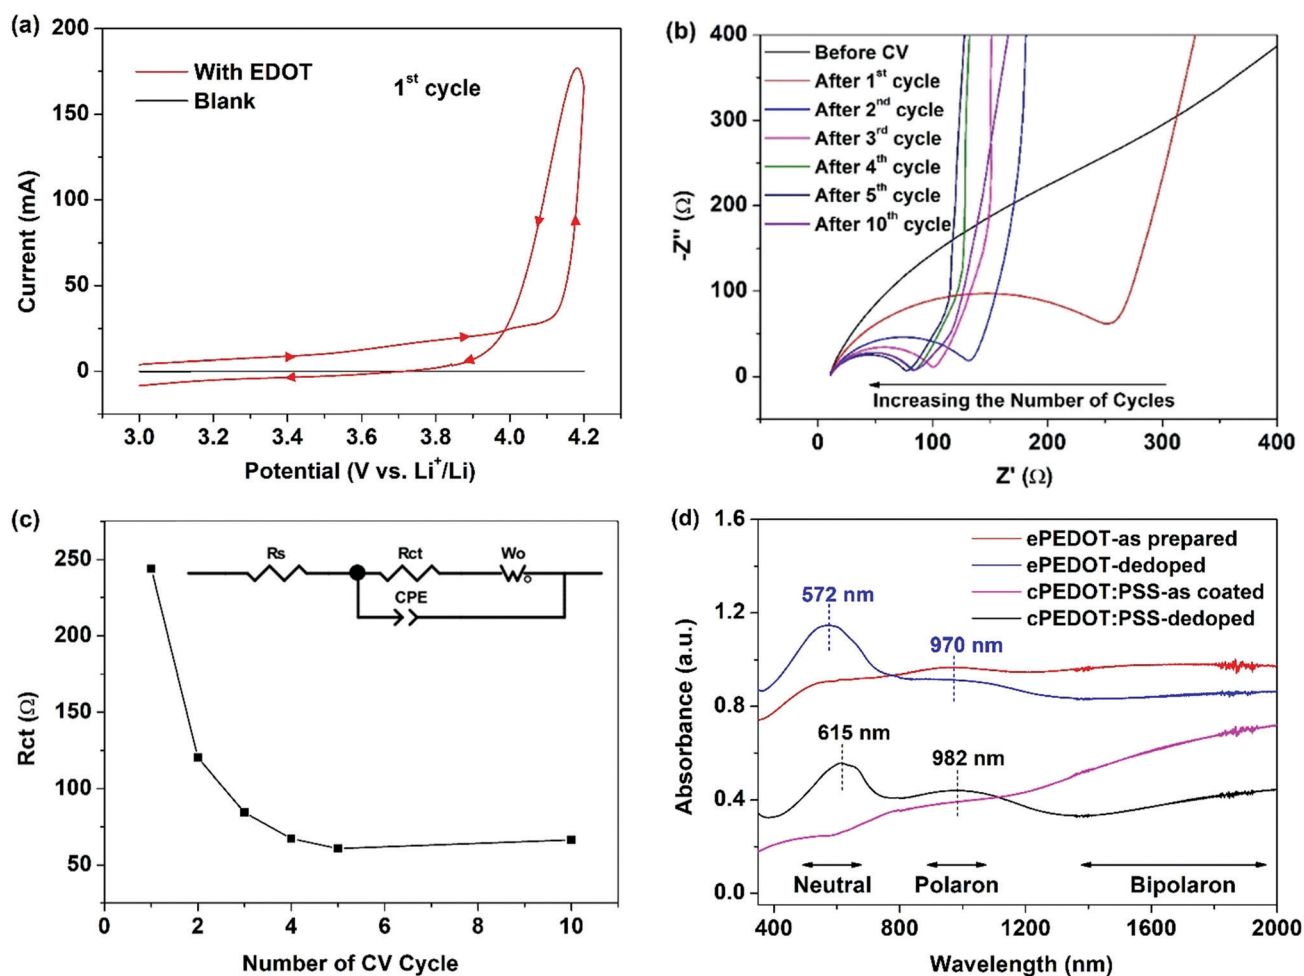 (a)
200
150
100
50
0
Current (mA)
With EDOT
Blank
1st cycle
3.0 3.2 3.4 3.6 3.8 4.0 4.2
Potential (V vs. Li+/Li)
(b)
400
300
200
100
0
-Z'' (Ω)
Before CV
After 1st cycle
After 2nd cycle
After 3rd cycle
After 4th cycle
After 5th cycle
After 10th cycle
Increasing the Number of Cycles
0 100 200 300 400
Z' (Ω)
(c)
250
200
150
100
50
Rct (Ω)
Rs Rct Wo
CPE
0 2 4 6 8 10
Number of CV Cycle
(d)
1.6
1.2
0.8
0.4
0.0
Absorbance (a.u.)
ePEDOT-as prepared
ePEDOT-dedoped
cPEDOT:PSS-as coated
cPEDOT:PSS-dedoped
572 nm
970 nm
615 nm
982 nm
Neutral Polaron Bipolaron
400 800 1200 1600 2000
Wavelength (nm)